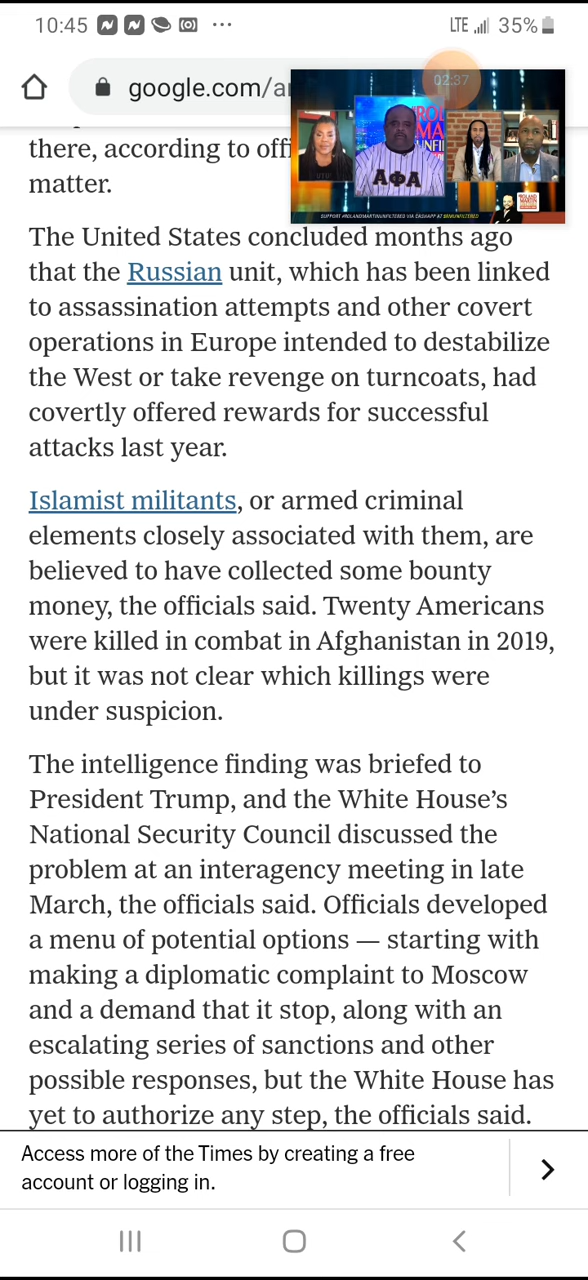 10:45
LTE 35%
google.com/a
02:37
ΑΦΑ
SUPPORT #ROLANDMARTINUNFILTERED VIA CASHAPP AT $RMUNFILTERED
there, according to offi
matter.
The United States concluded months ago
that the Russian unit, which has been linked
to assassination attempts and other covert
operations in Europe intended to destabilize
the West or take revenge on turncoats, had
covertly offered rewards for successful
attacks last year.
Islamist militants, or armed criminal
elements closely associated with them, are
believed to have collected some bounty
money, the officials said. Twenty Americans
were killed in combat in Afghanistan in 2019,
but it was not clear which killings were
under suspicion.
The intelligence finding was briefed to
President Trump, and the White House’s
National Security Council discussed the
problem at an interagency meeting in late
March, the officials said. Officials developed
a menu of potential options — starting with
making a diplomatic complaint to Moscow
and a demand that it stop, along with an
escalating series of sanctions and other
possible responses, but the White House has
yet to authorize any step, the officials said.
Access more of the Times by creating a free
account or logging in.